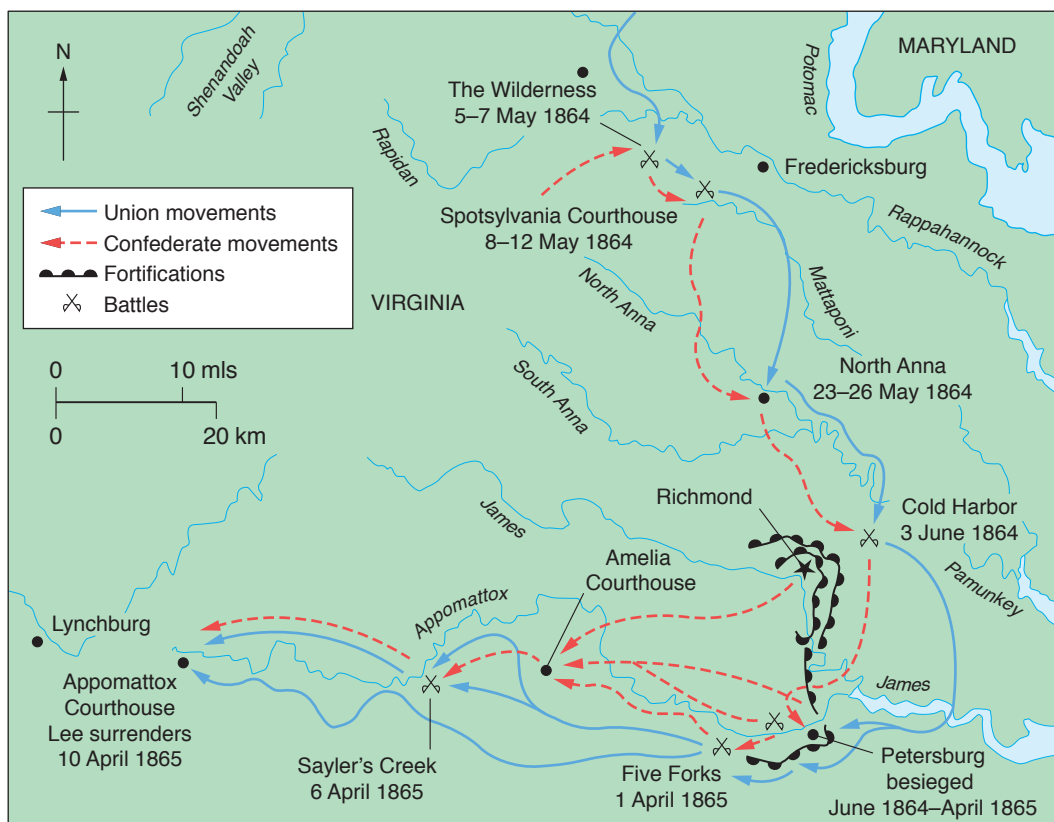 N
Shenandoah
Valley
The Wilderness
5–7 May 1864
Potomac
MARYLAND
Rapidan
Fredericksburg
Union movements
Confederate movements
Fortifications
Battles
Spotsylvania Courthouse
8–12 May 1864
Rappahannock
VIRGINIA
North Anna
Mattaponi
0 10 mls
0 20 km
South Anna
North Anna
23–26 May 1864
James
Richmond
Cold Harbor
3 June 1864
Amelia
Courthouse
Pamunkey
Appomattox
Lynchburg
James
Appomattox
Courthouse
Lee surrenders
10 April 1865
Sayler's Creek
6 April 1865
Five Forks
1 April 1865
Petersburg
besieged
June 1864–April 1865